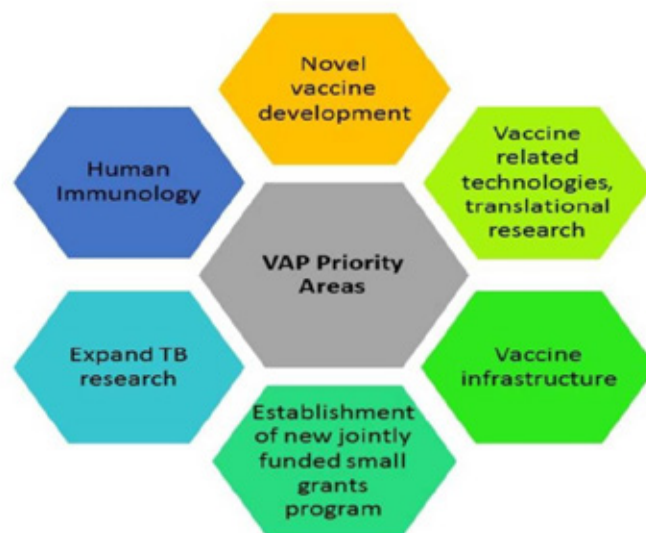 Novel
vaccine
development
Vaccine
related
technologies,
translational
research
Human
Immunology
VAP Priority
Areas
Expand TB
research
Vaccine
infrastructure
Establishment
of new jointly
funded small
grants
program